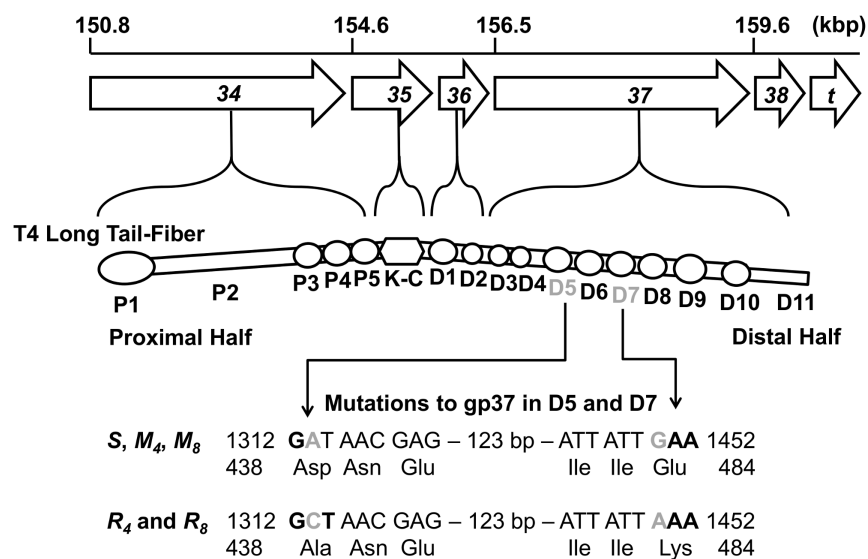 150.8 154.6 156.5 159.6 (kbp)
34 35 36 37 38 t
T4 Long Tail-Fiber
P1 P2 P3 P4 P5 K-C D1 D2 D3 D4 D5 D6 D7 D8 D9 D10 D11
Proximal Half Distal Half
Mutations to gp37 in D5 and D7
S, M4, M8 1312 GAT AAC GAG – 123 bp – ATT ATT GAA 1452
438 Asp Asn Glu Ile Ile Glu 484
R4 and R8 1312 GCT AAC GAG – 123 bp – ATT ATT AAA 1452
438 Ala Asn Glu Ile Ile Lys 484